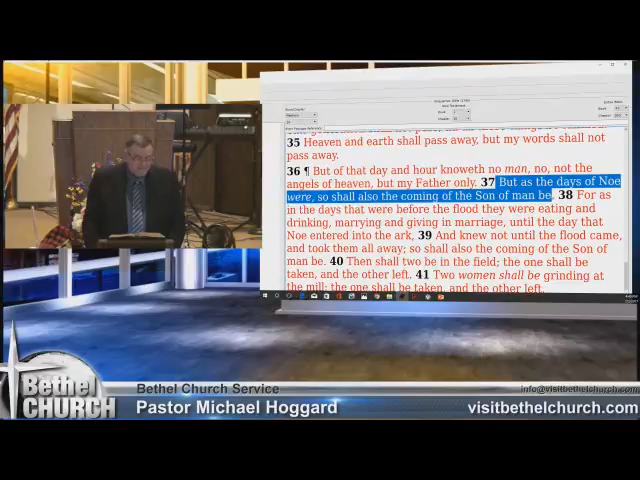 35 Heaven and earth shall pass away, but my words shall not
pass away.
36 ¶ But of that day and hour knoweth no man, no, not the
angels of heaven, but my Father only. 37 But as the days of Noe
were, so shall also the coming of the Son of man be. 38 For as
in the days that were before the flood they were eating and
drinking, marrying and giving in marriage, until the day that
Noe entered into the ark, 39 And knew not until the flood came,
and took them all away; so shall also the coming of the Son of
man be. 40 Then shall two be in the field; the one shall be
taken, and the other left. 41 Two women shall be grinding at
the mill; the one shall be taken, and the other left.
Bethel
CHURCH
Bethel Church Service
info@visitbethelchurch.com
Pastor Michael Hoggard
visitbethelchurch.com